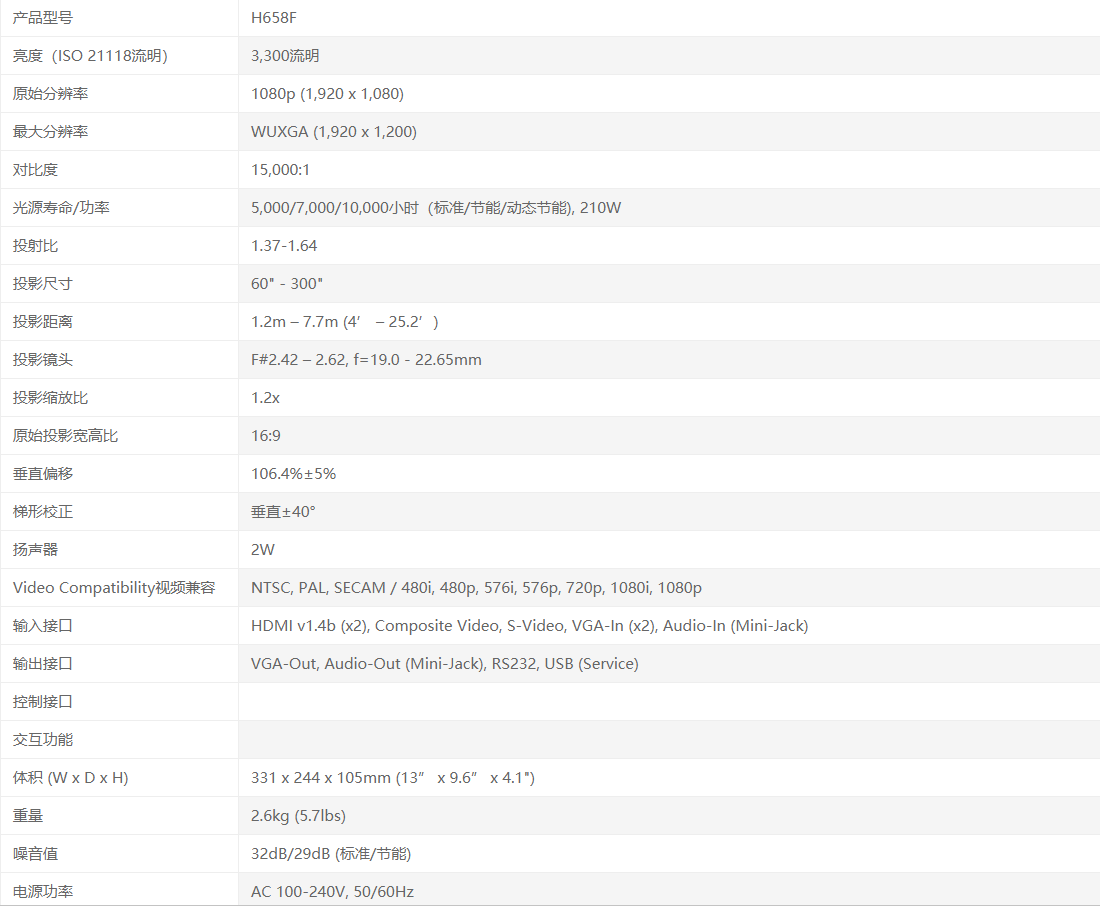 产品型号 H658F
亮度（ISO 21118流明） 3,300流明
原始分辨率 1080p (1,920 x 1,080)
最大分辨率 WUXGA (1,920 x 1,200)
对比度 15,000:1
光源寿命/功率 5,000/7,000/10,000小时（标准/节能/动态节能), 210W
投射比 1.37-1.64
投影尺寸 60" - 300"
投影距离 1.2m – 7.7m (4′ – 25.2′)
投影镜头 F#2.42 – 2.62, f=19.0 - 22.65mm
投影缩放比 1.2x
原始投影宽高比 16:9
垂直偏移 106.4%±5%
梯形校正 垂直±40°
扬声器 2W
Video Compatibility视频兼容 NTSC, PAL, SECAM / 480i, 480p, 576i, 576p, 720p, 1080i, 1080p
输入接口 HDMI v1.4b (x2), Composite Video, S-Video, VGA-In (x2), Audio-In (Mini-Jack)
输出接口 VGA-Out, Audio-Out (Mini-Jack), RS232, USB (Service)
控制接口
交互功能
体积 (W x D x H) 331 x 244 x 105mm (13” x 9.6” x 4.1")
重量 2.6kg (5.7lbs)
噪音值 32dB/29dB (标准/节能)
电源功率 AC 100-240V, 50/60Hz